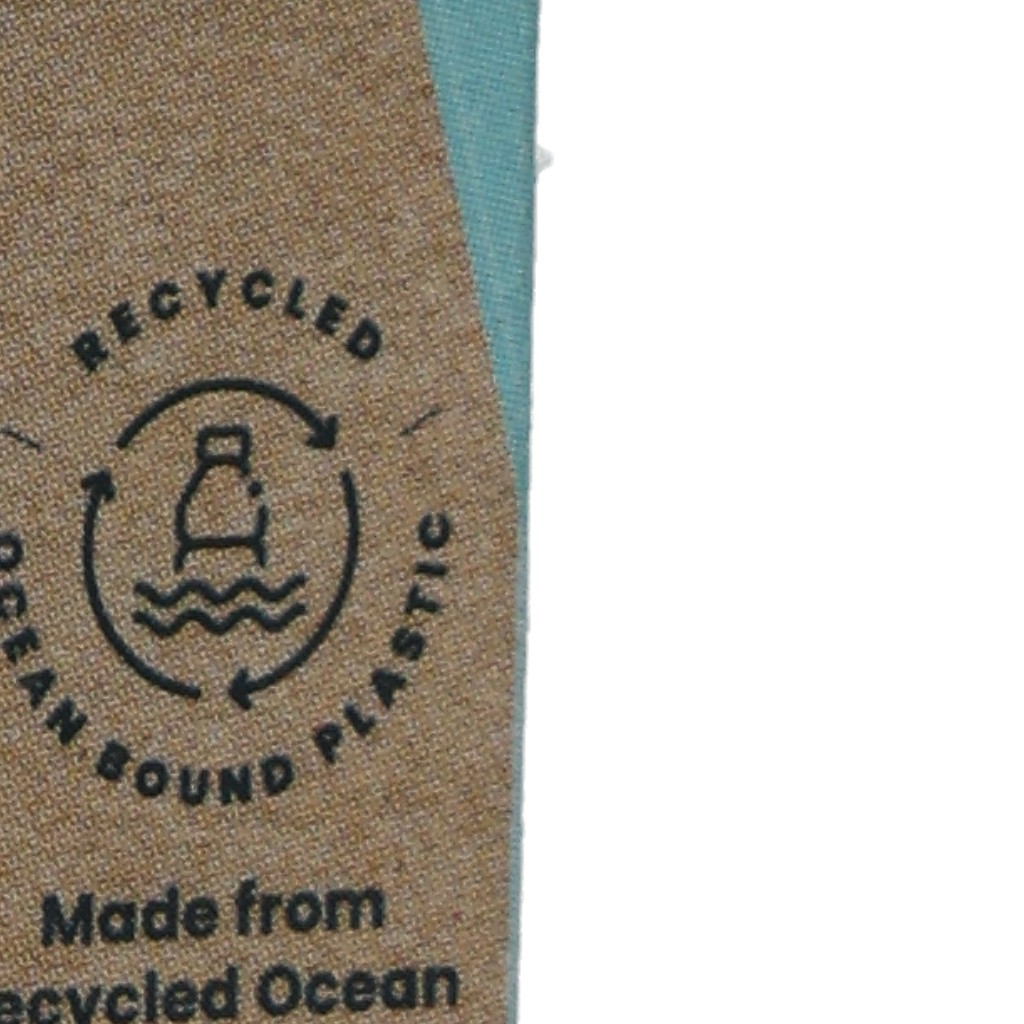 RECYCLED
OCEAN BOUND PLASTIC
Made from
ecycled Ocean